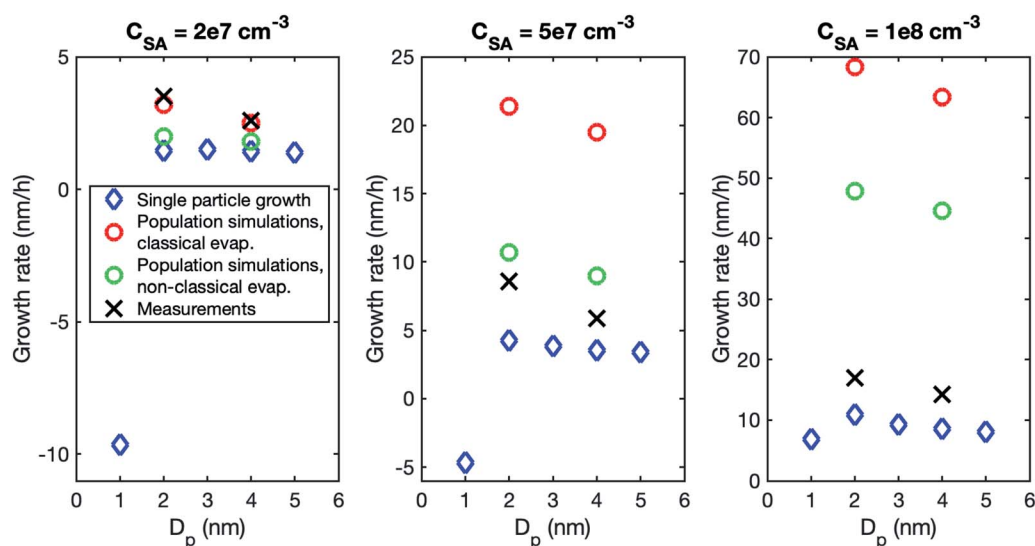 C_SA = 2e7 cm^-3
Growth rate (nm/h)
5
0
-5
-10
0 1 2 3 4 5 6
D_p (nm)
Single particle growth
Population simulations,
classical evap.
Population simulations,
non-classical evap.
Measurements
C_SA = 5e7 cm^-3
Growth rate (nm/h)
25
20
15
10
5
0
-5
0 1 2 3 4 5 6
D_p (nm)
C_SA = 1e8 cm^-3
Growth rate (nm/h)
70
60
50
40
30
20
10
0
0 1 2 3 4 5 6
D_p (nm)